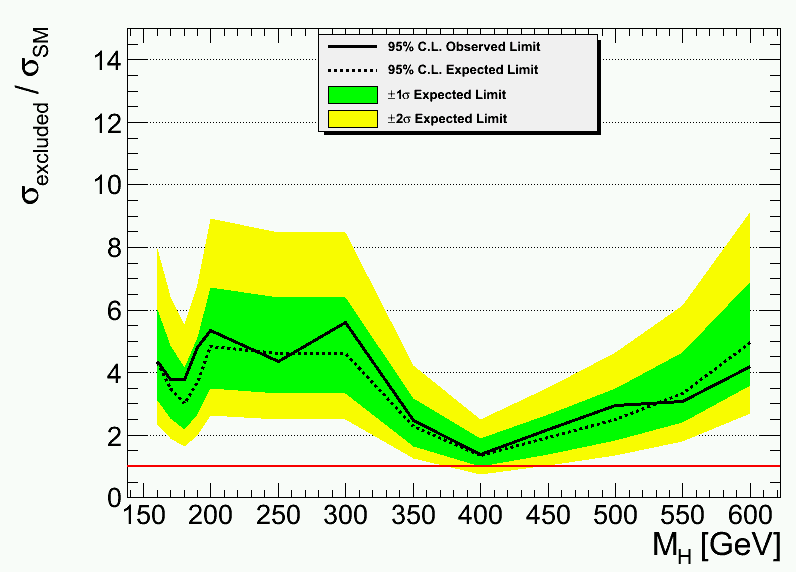 σexcluded / σSM
14
12
10
8
6
4
2
0
95% C.L. Observed Limit
95% C.L. Expected Limit
±1σ Expected Limit
±2σ Expected Limit
150 200 250 300 350 400 450 500 550 600
MH [GeV]